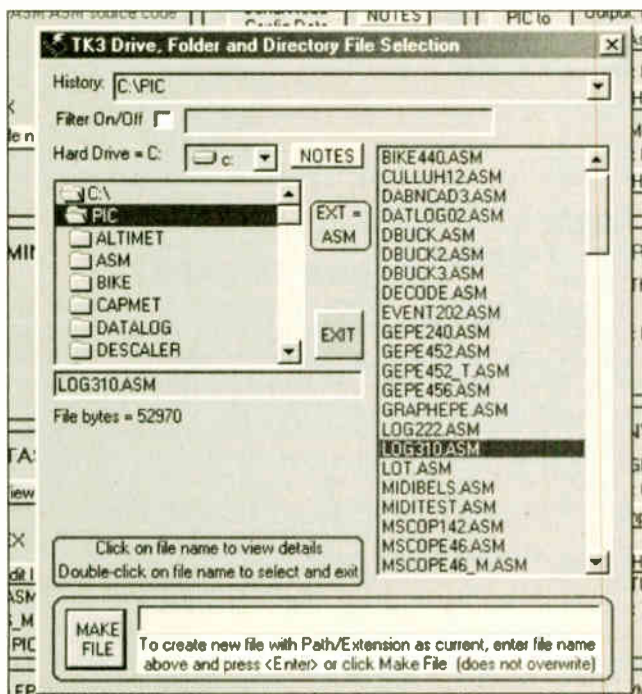 ASM ASM source code
NOTES
PIC to
TK3 Drive, Folder and Directory File Selection
History: C:\PIC
Filter On/Off
Hard Drive = C: c: NOTES
C:\
PIC
ALTIMET
ASM
BIKE
CAPMET
DATALOG
DESCALER
EXT =
ASM
EXIT
LOG310.ASM
File bytes = 52970
BIKE440.ASM
CULLUH12.ASM
DABNCAD3.ASM
DATLOG02.ASM
DBUCK.ASM
DBUCK2.ASM
DBUCK3.ASM
DECODE.ASM
EVENT202.ASM
GEPE240.ASM
GEPE452.ASM
GEPE452_T.ASM
GEPE456.ASM
GRAPHEPE.ASM
LOG222.ASM
LOG310.ASM
LOT.ASM
MIDIBELS.ASM
MIDITEST.ASM
MSCOP142.ASM
MSCOPE46.ASM
MSCOPE46_M.ASM
Click on file name to view details
Double-click on file name to select and exit
MAKE
FILE
To create new file with Path/Extension as current, enter file name
above and press <Enter> or click Make File (does not overwrite)